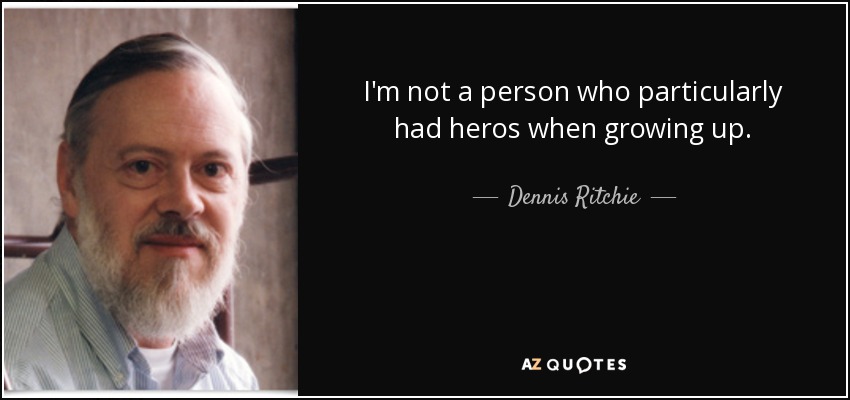 I'm not a person who particularly
had heros when growing up.
— Dennis Ritchie —
AZ QUOTES